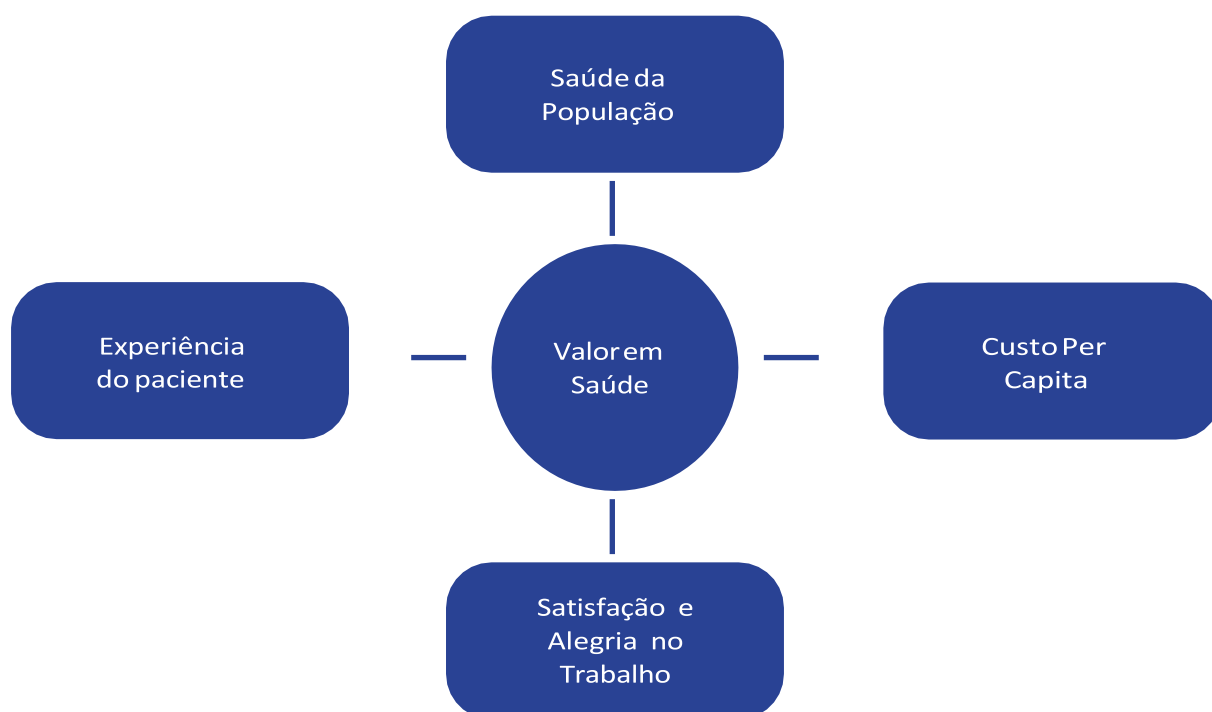 Saúde da
População
Experiência
do paciente
Valor em
Saúde
Custo Per
Capita
Satisfação e
Alegria no
Trabalho